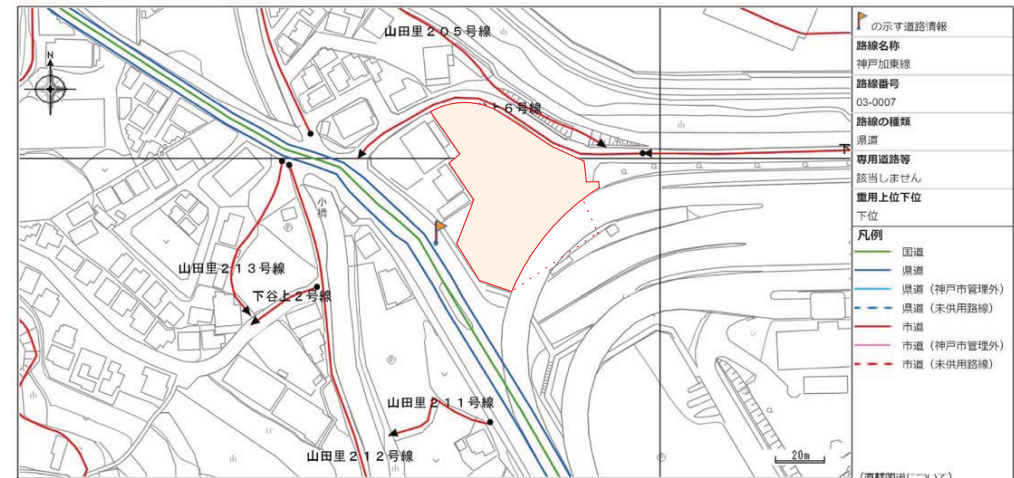 山田里205号線
上6号線
N
小橋
山田里213号線
下谷上2号線
山田里211号線
山田里212号線
下
20m
の示す道路情報
路線名称
神戸加東線
路線番号
03-0007
路線の種類
県道
専用道路等
該当しません
重用上位下位
下位
凡例
国道
県道
県道（神戸市管理外）
県道（未供用路線）
市道
市道（神戸市管理外）
市道（未供用路線）